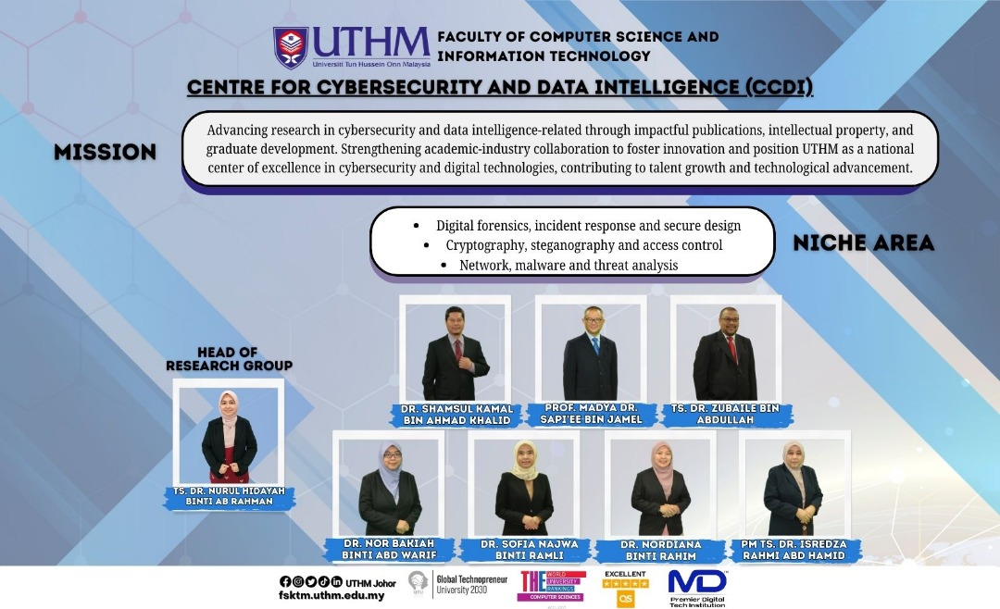 UTHM
Universiti Tun Hussein Onn Malaysia
FACULTY OF COMPUTER SCIENCE AND
INFORMATION TECHNOLOGY
CENTRE FOR CYBERSECURITY AND DATA INTELLIGENCE (CCDI)
MISSION
Advancing research in cybersecurity and data intelligence-related through impactful publications, intellectual property, and
graduate development. Strengthening academic-industry collaboration to foster innovation and position UTHM as a national
center of excellence in cybersecurity and digital technologies, contributing to talent growth and technological advancement.
• Digital forensics, incident response and secure design
• Cryptography, steganography and access control
• Network, malware and threat analysis
NICHE AREA
HEAD OF
RESEARCH GROUP
TS. DR. NURUL HIDAYAH
BINTI AB RAHMAN
DR. SHAMSUL KAMAL
BIN AHMAD KHALID
PROF. MADYA DR.
SAPI'EE BIN JAMEL
TS. DR. ZUBAILE BIN
ABDULLAH
DR. NOR BAKIAH
BINTI ABD WARIF
DR. SOFIA NAJWA
BINTI RAMLI
DR. NORDIANA
BINTI RAHIM
PM TS. DR. ISREDZA
RAHMI ABD HAMID
UTHM Johor
fsktm.uthm.edu.my
Global Technopreneur
University 2030
THE WORLD
UNIVERSITY
RANKINGS
COMPUTER SCIENCES
EXCELLENT
QS
MD
Premier Digital
Tech Institution